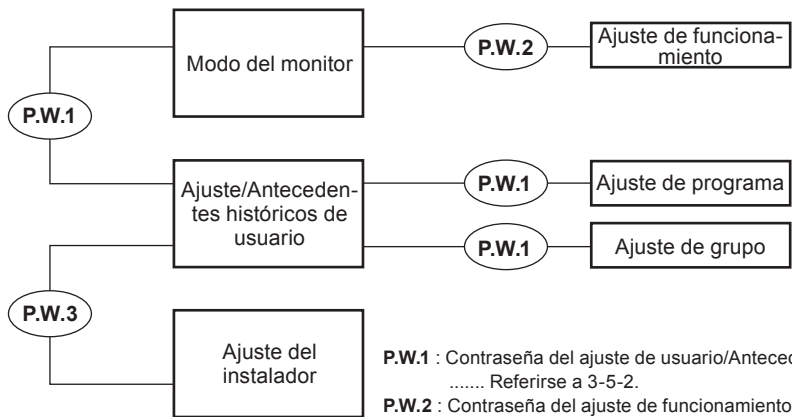 Modo del monitor
P.W.2
Ajuste de funciona-
miento
P.W.1
Ajuste/Anteceden-
tes históricos de
usuario
P.W.1
Ajuste de programa
P.W.1
Ajuste de grupo
P.W.3
Ajuste del
instalador
P.W.1 : Contraseña del ajuste de usuario/Anteced
....... Referirse a 3-5-2.
P.W.2 : Contraseña del ajuste de funcionamiento